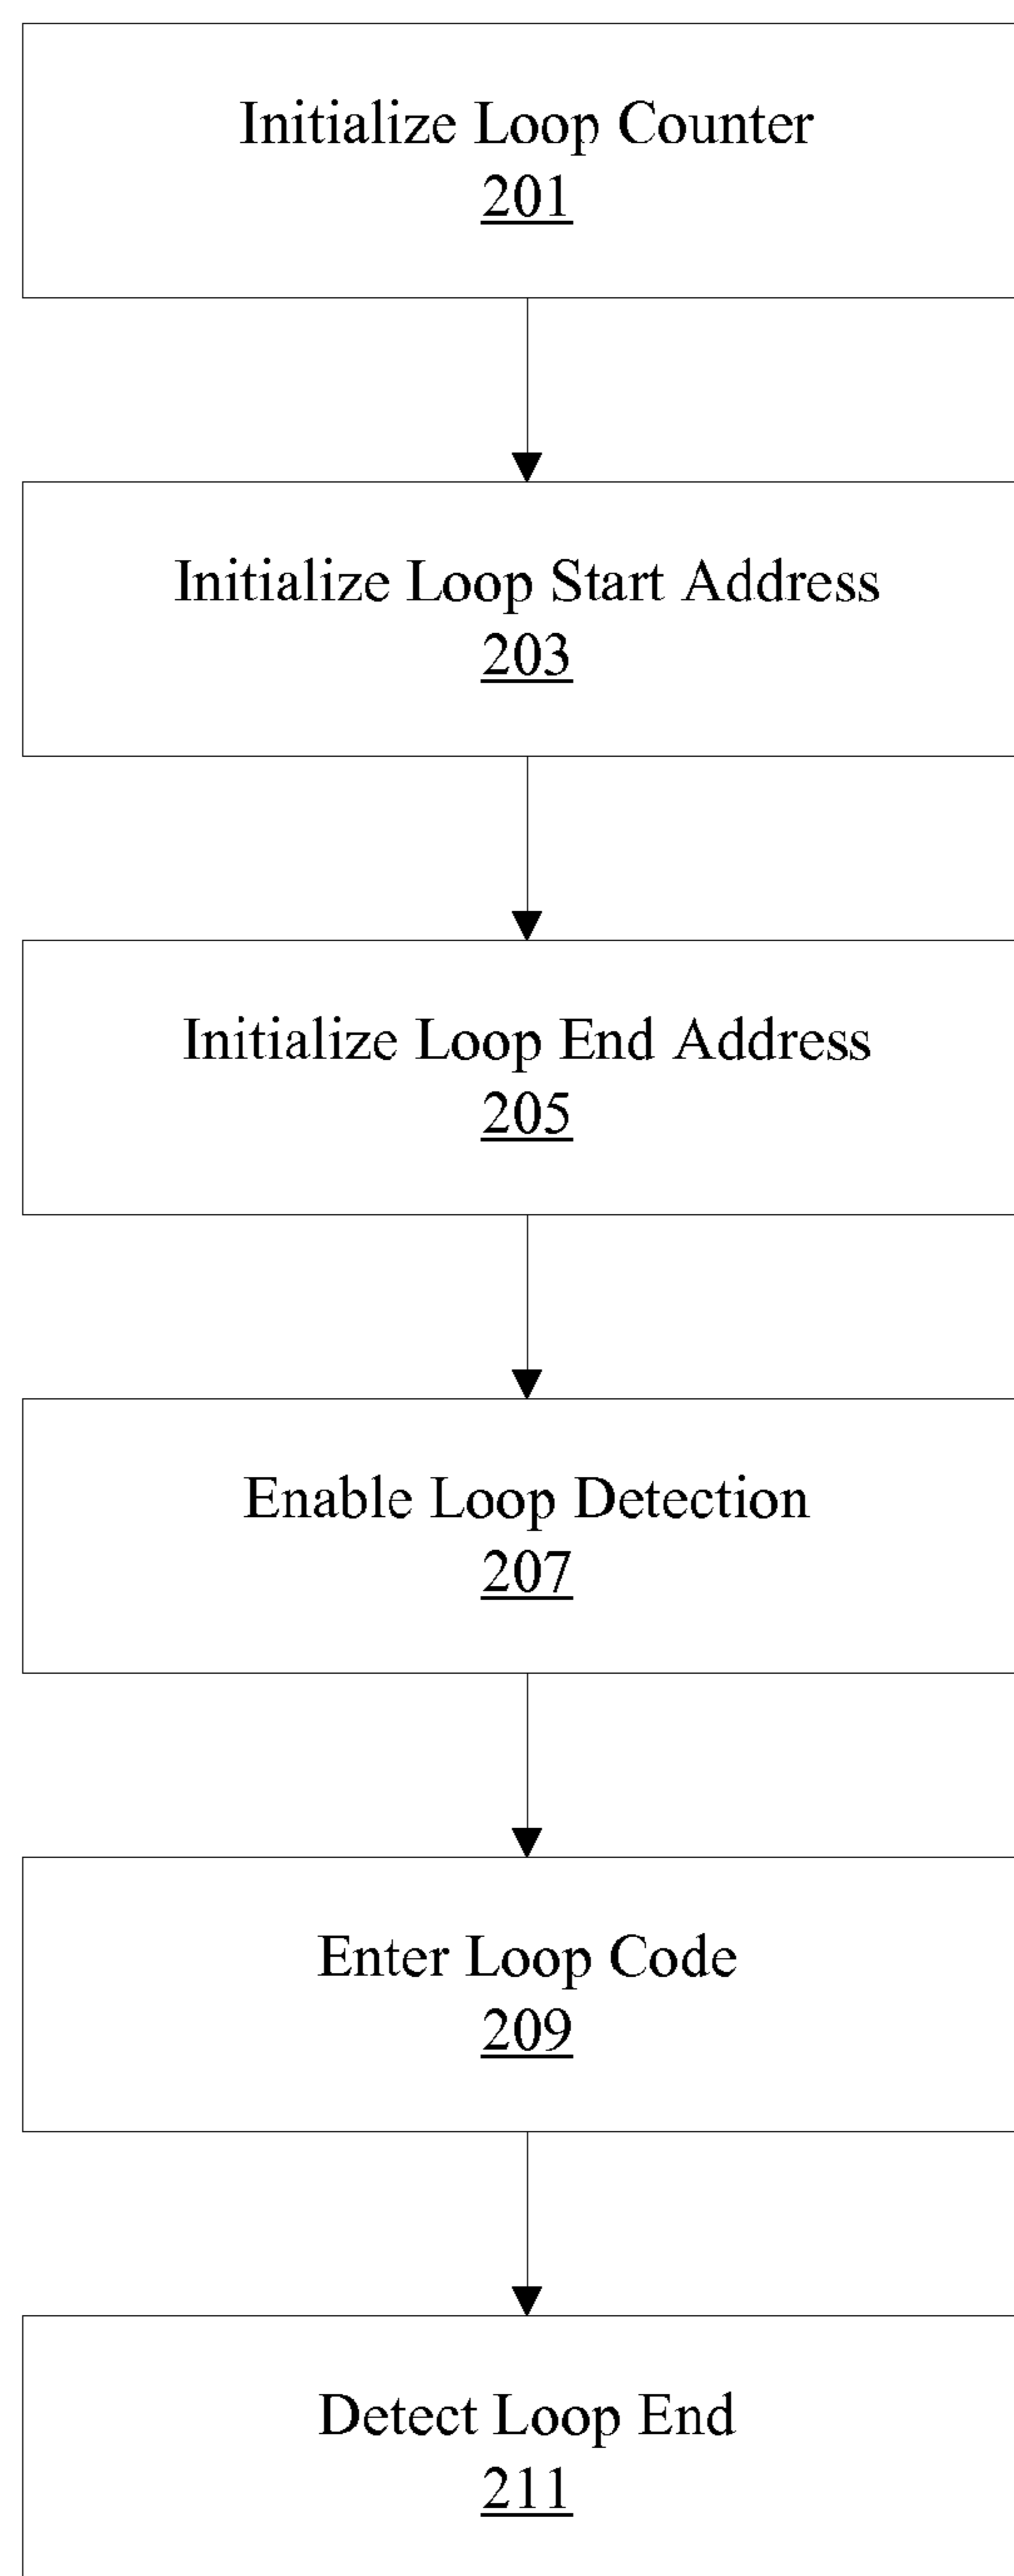 Initialize Loop Counter
201
Initialize Loop Start Address
203
Initialize Loop End Address
205
Enable Loop Detection
207
Enter Loop Code
209
Detect Loop End
211